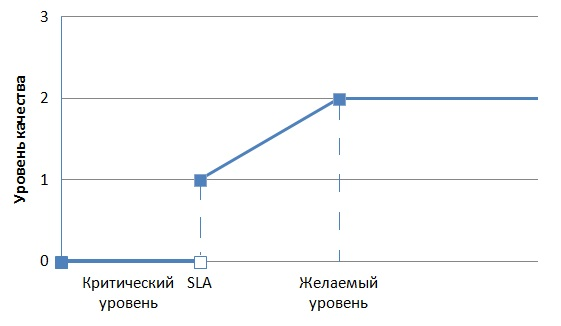 3
2
1
0
Уровень качества
Критический
уровень
SLA
Желаемый
уровень